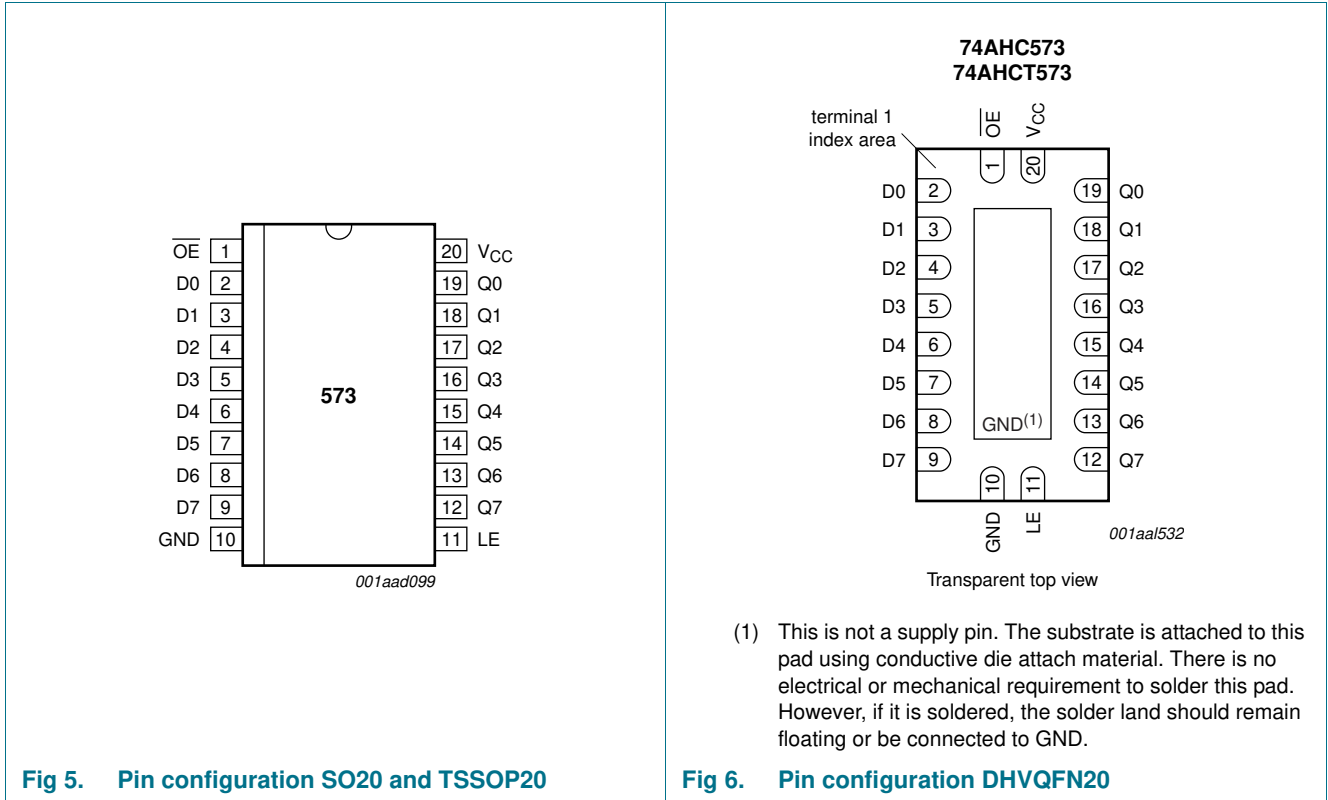 OE 1
D0 2
D1 3
D2 4
D3 5
D4 6
D5 7
D6 8
D7 9
GND 10
573
20 VCC
19 Q0
18 Q1
17 Q2
16 Q3
15 Q4
14 Q5
13 Q6
12 Q7
11 LE
001aad099
Fig 5. Pin configuration SO20 and TSSOP20
74AHC573
74AHCT573
terminal 1
index area
OE
VCC
1
20
D0 2
D1 3
D2 4
D3 5
D4 6
D5 7
D6 8
D7 9
GND(1)
19 Q0
18 Q1
17 Q2
16 Q3
15 Q4
14 Q5
13 Q6
12 Q7
10
11
GND
LE
001aal532
Transparent top view
(1) This is not a supply pin. The substrate is attached to this
pad using conductive die attach material. There is no
electrical or mechanical requirement to solder this pad.
However, if it is soldered, the solder land should remain
floating or be connected to GND.
Fig 6. Pin configuration DHVQFN20